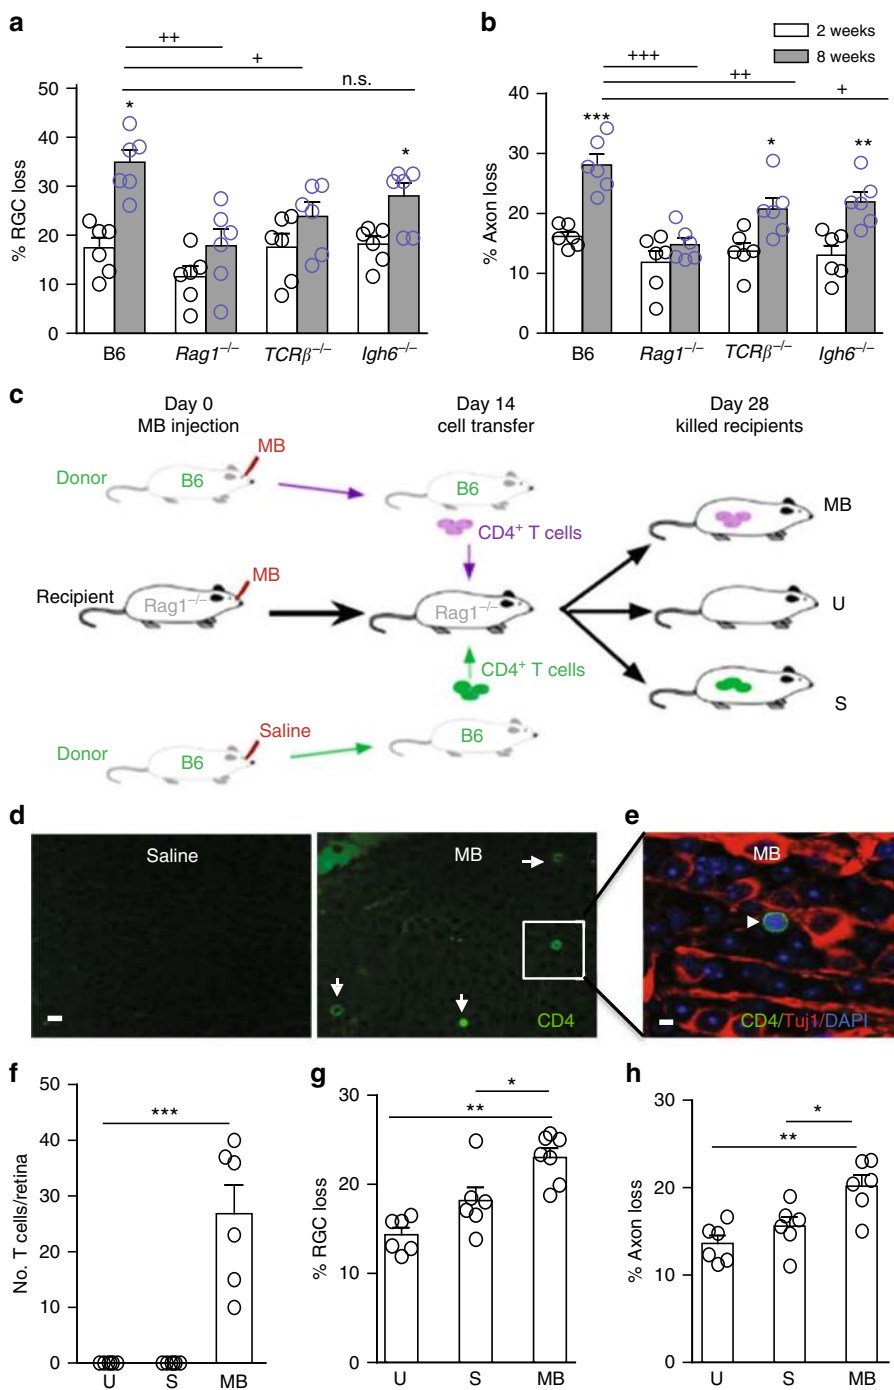 a
++
+
n.s.
% RGC loss
50
40
30
20
10
0
*
*
B6
Rag1⁻/⁻
TCRβ⁻/⁻
Igh6⁻/⁻
b
2 weeks
8 weeks
+++
++
+
% Axon loss
40
30
20
10
0
***
*
**
B6
Rag1⁻/⁻
TCRβ⁻/⁻
Igh6⁻/⁻
c
Day 0
MB injection
Day 14
cell transfer
Day 28
killed recipients
MB
Donor
B6
B6
CD4⁺ T cells
MB
Recipient
MB
Rag1⁻/⁻
Rag1⁻/⁻
U
CD4⁺ T cells
S
Donor
Saline
B6
B6
d
Saline
MB
CD4
e
MB
CD4/Tuj1/DAPI
f
***
No. T cells/retina
50
40
30
20
10
0
U
S
MB
g
*
**
% RGC loss
30
20
10
0
U
S
MB
h
*
**
% Axon loss
30
20
10
0
U
S
MB